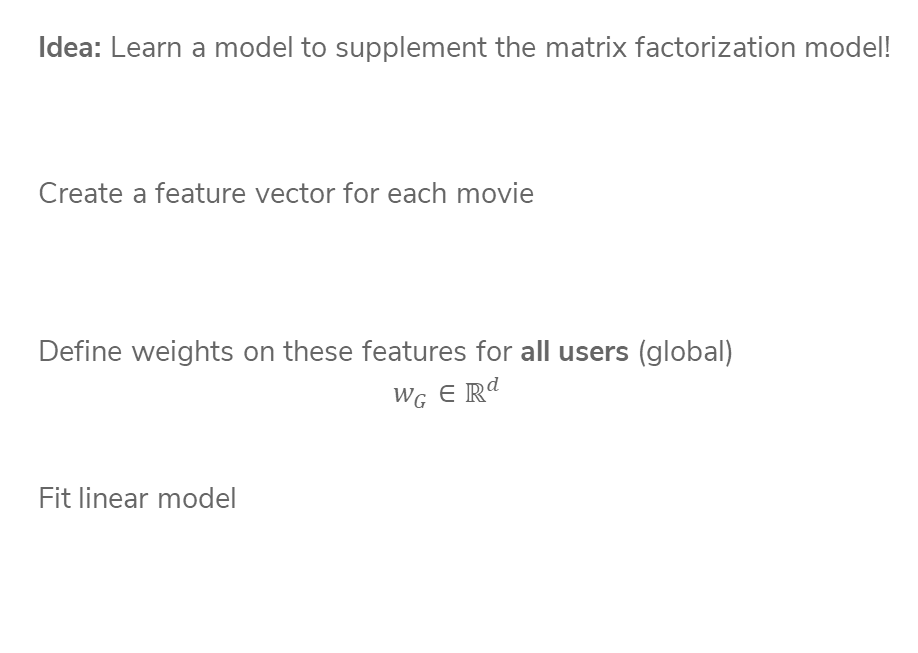 Idea: Learn a model to supplement the matrix factorization model!
Create a feature vector for each movie
Define weights on these features for all users (global)
𝑤_𝐺 ∈ ℝ^𝑑
Fit linear model